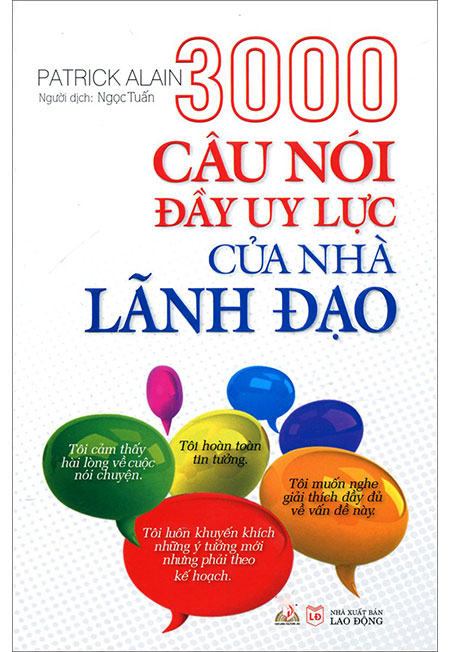 PATRICK ALAIN
Người dịch: Ngọc Tuấn
3000
CÂU NÓI
ĐẦY UY LỰC
CỦA NHÀ
LÃNH ĐẠO
Tôi cảm thấy
hài lòng về cuộc
nói chuyện.
Tôi hoàn toàn
tin tưởng.
Tôi muốn nghe
giải thích đầy đủ
về vấn đề này.
Tôi luôn khuyến khích
những ý tưởng mới
nhưng phải theo
kế hoạch.
LĐ
NHÀ XUẤT BẢN
LAO ĐỘNG